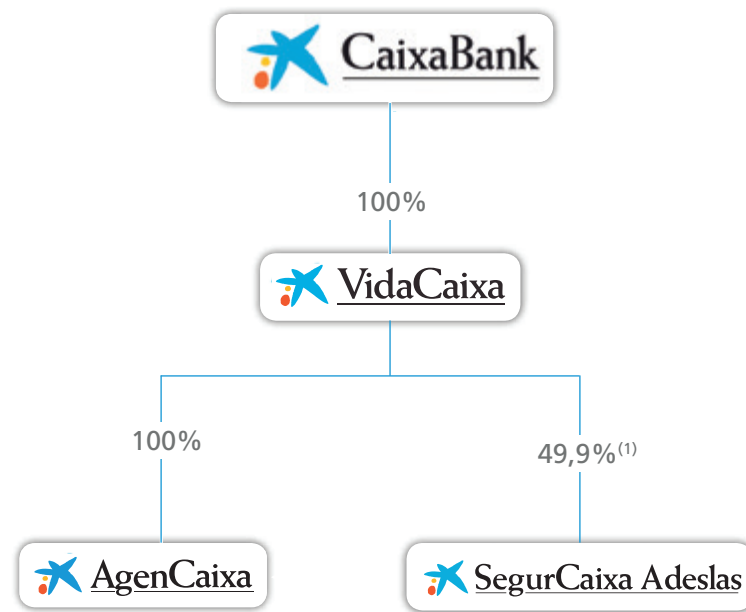 CaixaBank
100%
VidaCaixa
100%
49,9%(1)
AgenCaixa
SegurCaixa Adeslas